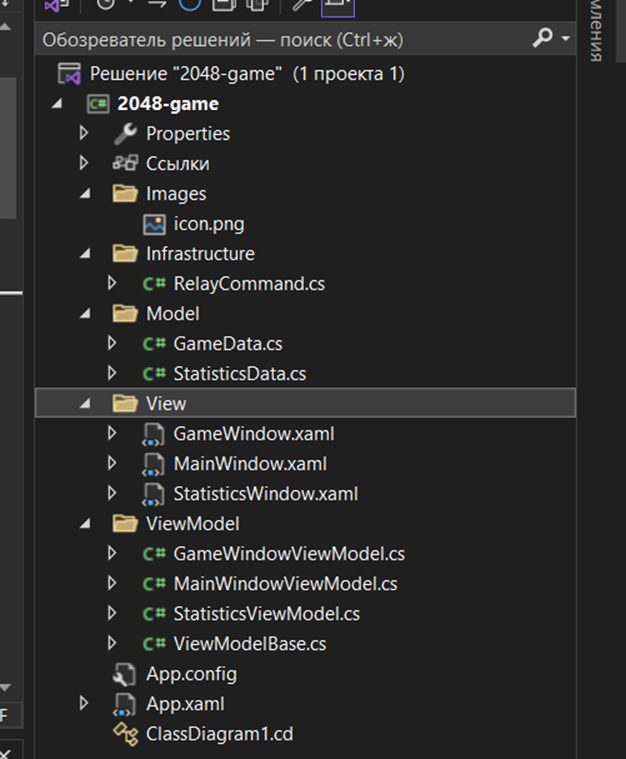 Обозреватель решений — поиск (Ctrl+ж)
Решение "2048-game" (1 проекта 1)
C# 2048-game
Properties
Ссылки
Images
icon.png
Infrastructure
C# RelayCommand.cs
Model
C# GameData.cs
C# StatisticsData.cs
View
GameWindow.xaml
MainWindow.xaml
StatisticsWindow.xaml
ViewModel
C# GameWindowViewModel.cs
C# MainWindowViewModel.cs
C# StatisticsViewModel.cs
C# ViewModelBase.cs
App.config
App.xaml
ClassDiagram1.cd
мления
F